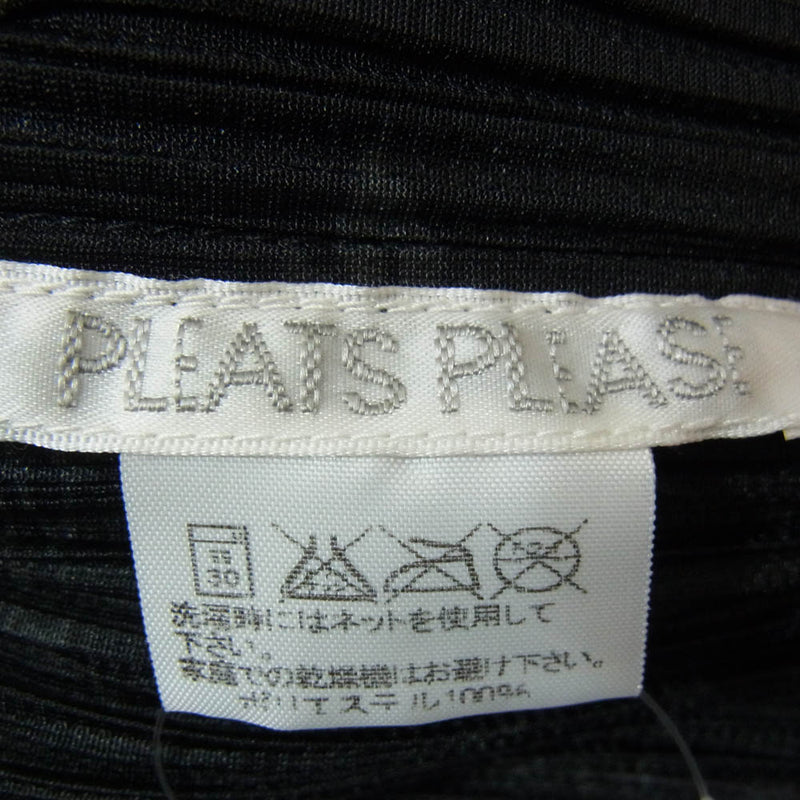 PLEATS PLEASE
弱
30
洗濯時にはネットを使用して
下さい。
家庭での乾燥機はお避け下さい。
ポリエステル100%